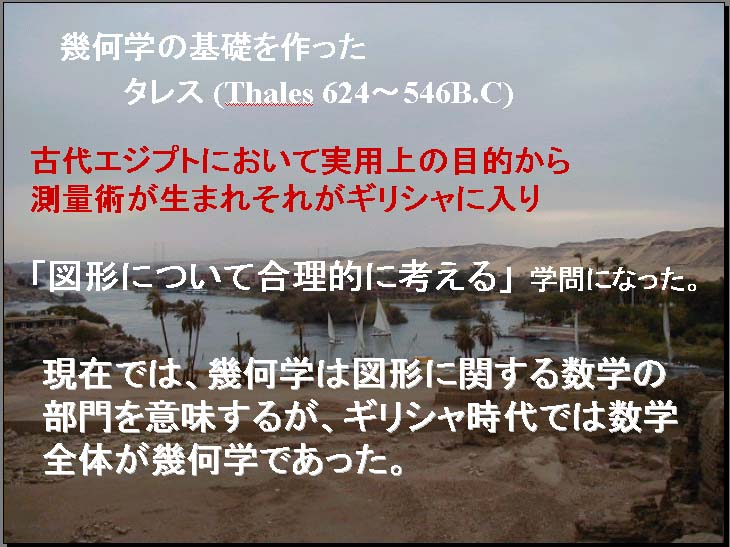 幾何学の基礎を作った
タレス (Thales 624～546B.C)
古代エジプトにおいて実用上の目的から
測量術が生まれそれがギリシャに入り
「図形について合理的に考える」 学問になった。
現在では、幾何学は図形に関する数学の
部門を意味するが、ギリシャ時代では数学
全体が幾何学であった。